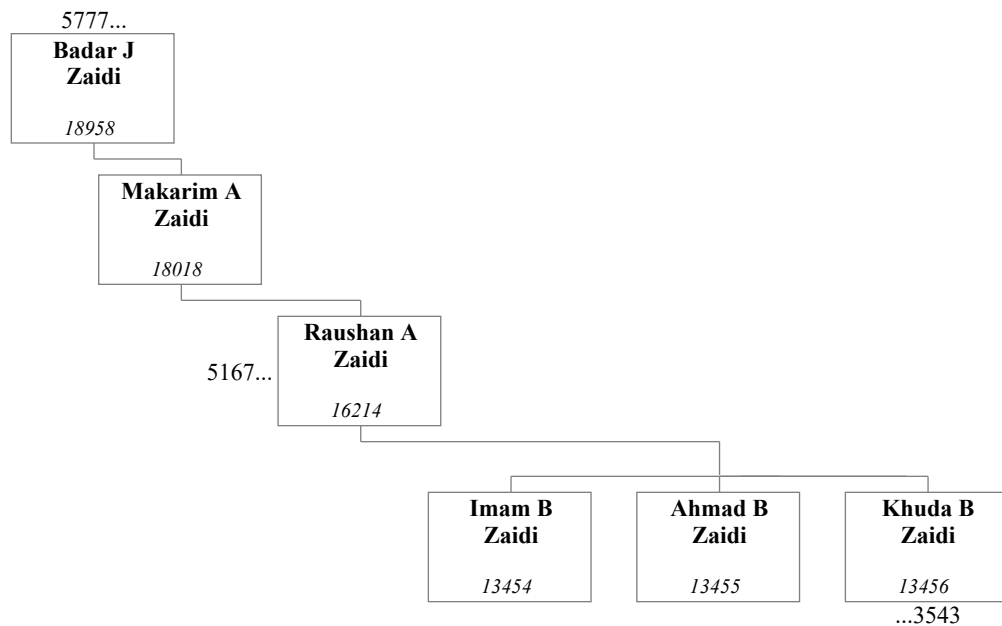 5777...
Badar J
Zaidi
18958
Makarim A
Zaidi
18018
Raushan A
Zaidi
5167...
16214
Imam B
Zaidi
13454
Ahmad B
Zaidi
13455
Khuda B
Zaidi
13456
...3543